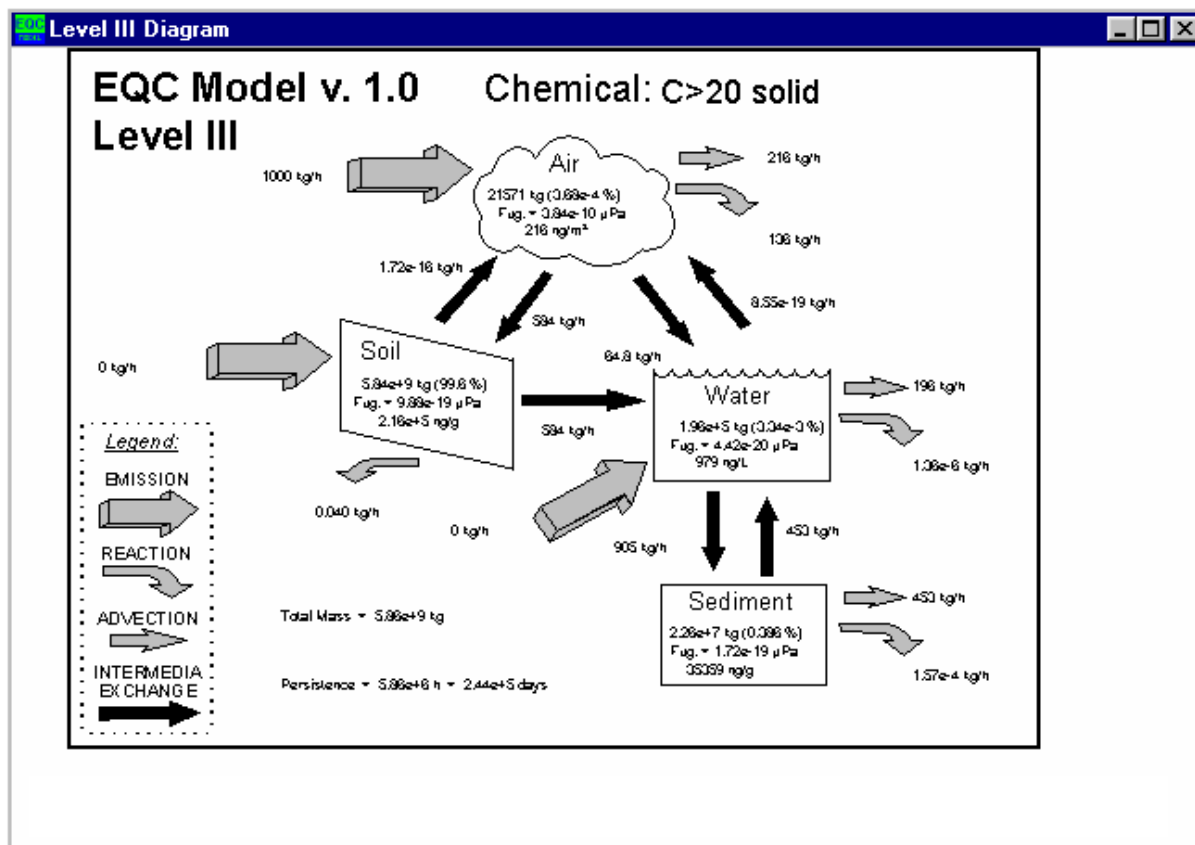 EQC
MODEL
Level III Diagram
EQC Model v. 1.0
Level III
Chemical: C>20 solid
1000 kg/h
Air
21571 kg (3.68e-4 %)
Fug. = 3.84e-10 µPa
216 ng/m³
216 kg/h
136 kg/h
1.72e-16 kg/h
584 kg/h
64.8 kg/h
8.55e-19 kg/h
0 kg/h
Soil
5.84e+9 kg (99.6 %)
Fug. = 9.88e-19 µPa
2.16e+5 ng/g
584 kg/h
0.040 kg/h
Water
1.96e+5 kg (3.34e-3 %)
Fug. = 4.42e-20 µPa
979 ng/L
196 kg/h
1.36e-6 kg/h
0 kg/h
905 kg/h
453 kg/h
Sediment
2.26e+7 kg (0.386 %)
Fug. = 1.72e-19 µPa
35359 ng/g
453 kg/h
1.57e-4 kg/h
Legend:
EMISSION
REACTION
ADVECTION
INTERMEDIA
EXCHANGE
Total Mass = 5.86e+9 kg
Persistence = 5.86e+6 h = 2.44e+5 days